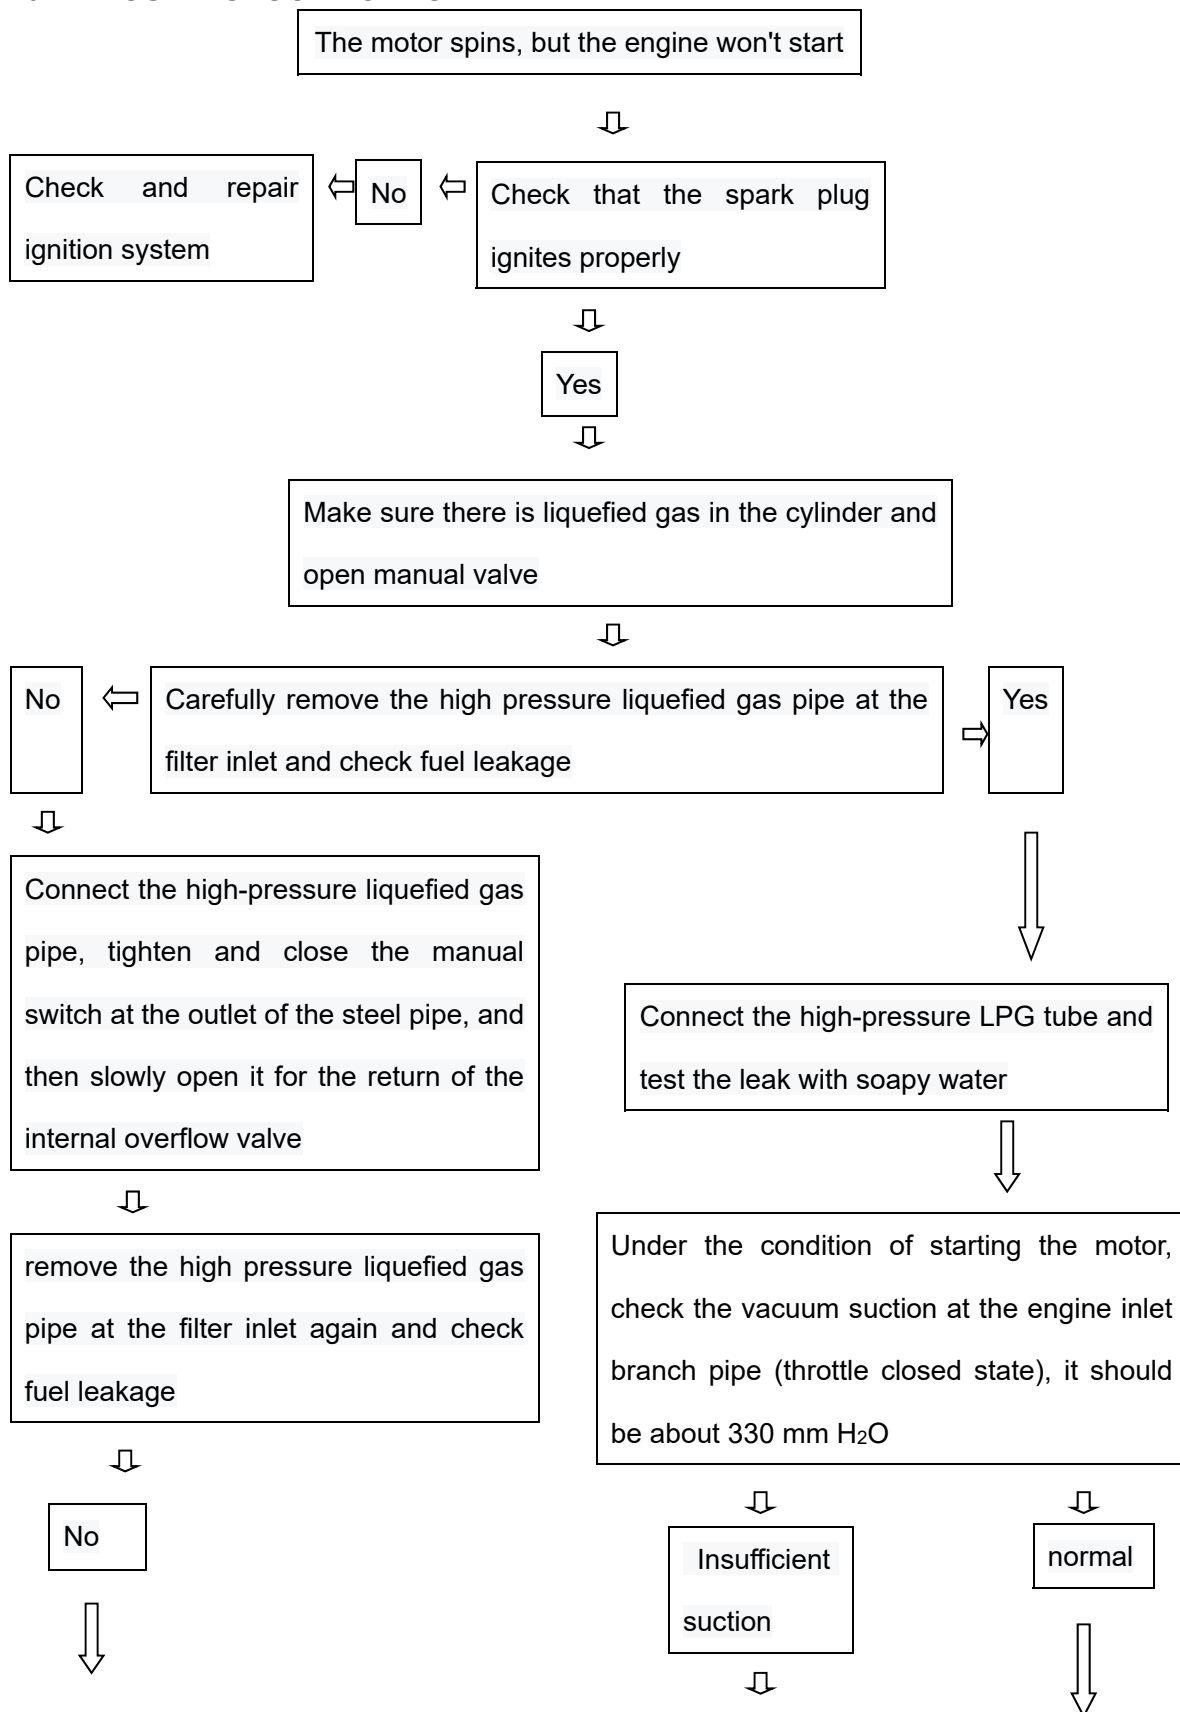 The motor spins, but the engine won't start
Check and repair
ignition system
No
Check that the spark plug
ignites properly
Yes
Make sure there is liquefied gas in the cylinder and
open manual valve
No
Carefully remove the high pressure liquefied gas pipe at the
filter inlet and check fuel leakage
Yes
Connect the high-pressure liquefied gas
pipe, tighten and close the manual
switch at the outlet of the steel pipe, and
then slowly open it for the return of the
internal overflow valve
Connect the high-pressure LPG tube and
test the leak with soapy water
remove the high pressure liquefied gas
pipe at the filter inlet again and check
fuel leakage
Under the condition of starting the motor,
check the vacuum suction at the engine inlet
branch pipe (throttle closed state), it should
be about 330 mm H₂O
No
Insufficient
suction
normal